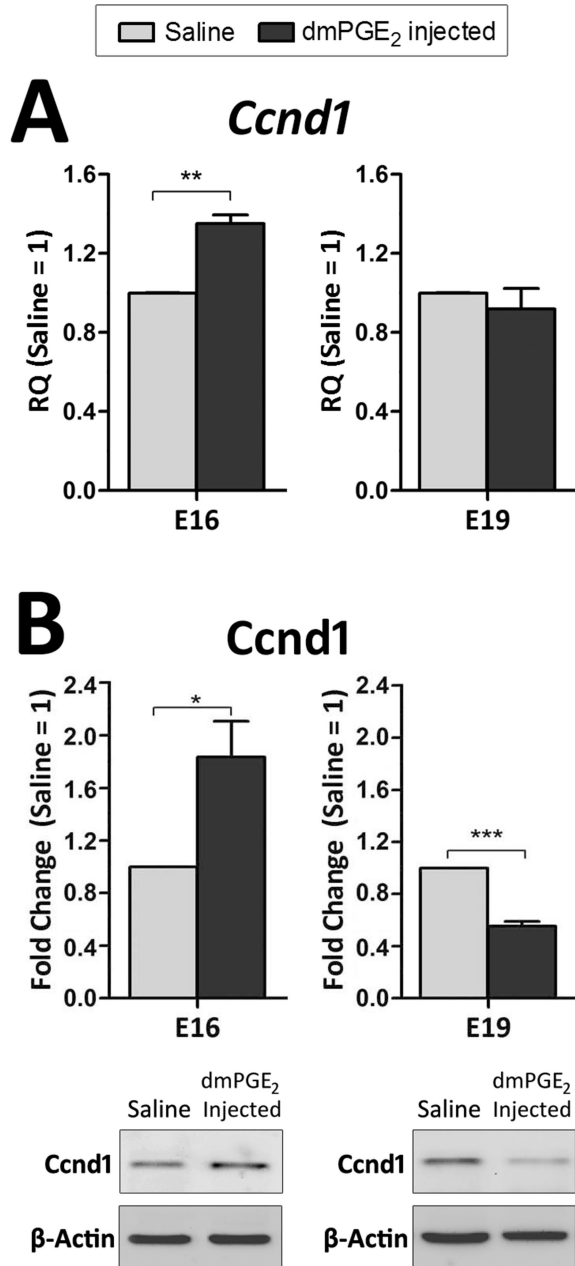 Saline dmPGE₂ injected
A
Ccnd1
RQ (Saline = 1)
1.6
1.2
0.8
0.4
0.0
**
E16
RQ (Saline = 1)
1.6
1.2
0.8
0.4
0.0
E19
B
Ccnd1
Fold Change (Saline = 1)
2.4
2.0
1.6
1.2
0.8
0.4
0.0
*
E16
Fold Change (Saline = 1)
2.4
2.0
1.6
1.2
0.8
0.4
0.0
***
E19
Saline
dmPGE₂
Injected
Ccnd1
β-Actin
Saline
dmPGE₂
Injected
Ccnd1
β-Actin